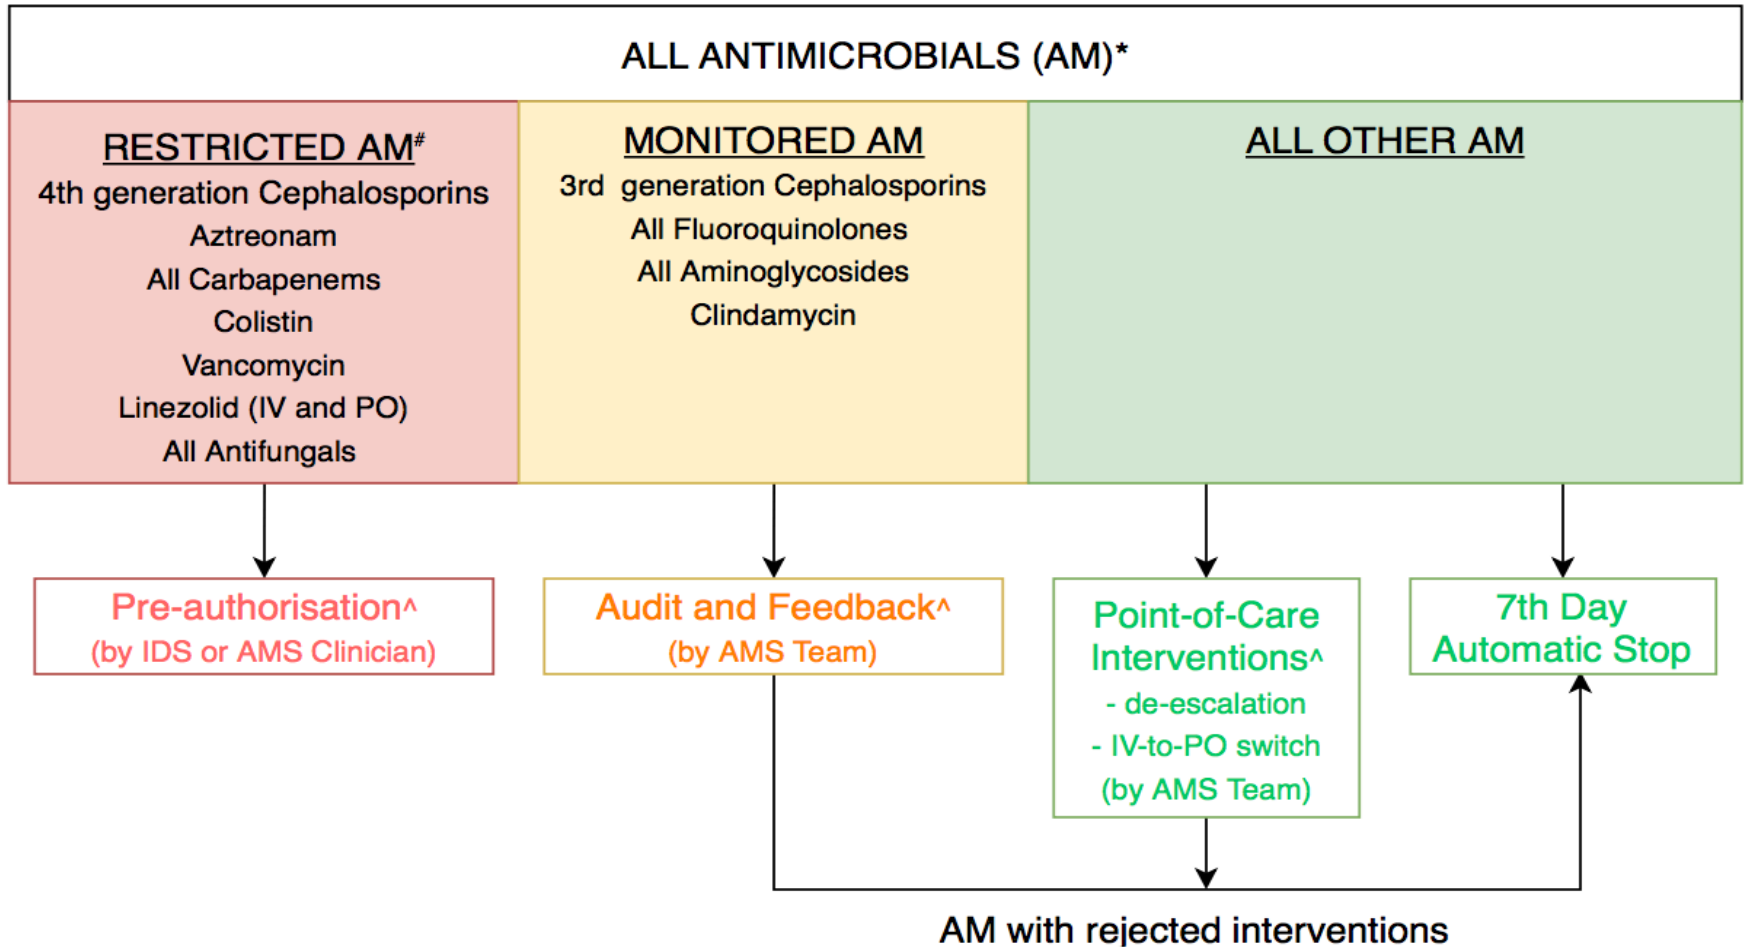 ALL ANTIMICROBIALS (AM)*
RESTRICTED AM#
4th generation Cephalosporins
Aztreonam
All Carbapenems
Colistin
Vancomycin
Linezolid (IV and PO)
All Antifungals
MONITORED AM
3rd generation Cephalosporins
All Fluoroquinolones
All Aminoglycosides
Clindamycin
ALL OTHER AM
Pre-authorisation^
(by IDS or AMS Clinician)
Audit and Feedback^
(by AMS Team)
Point-of-Care
Interventions^
- de-escalation
- IV-to-PO switch
(by AMS Team)
7th Day
Automatic Stop
AM with rejected interventions